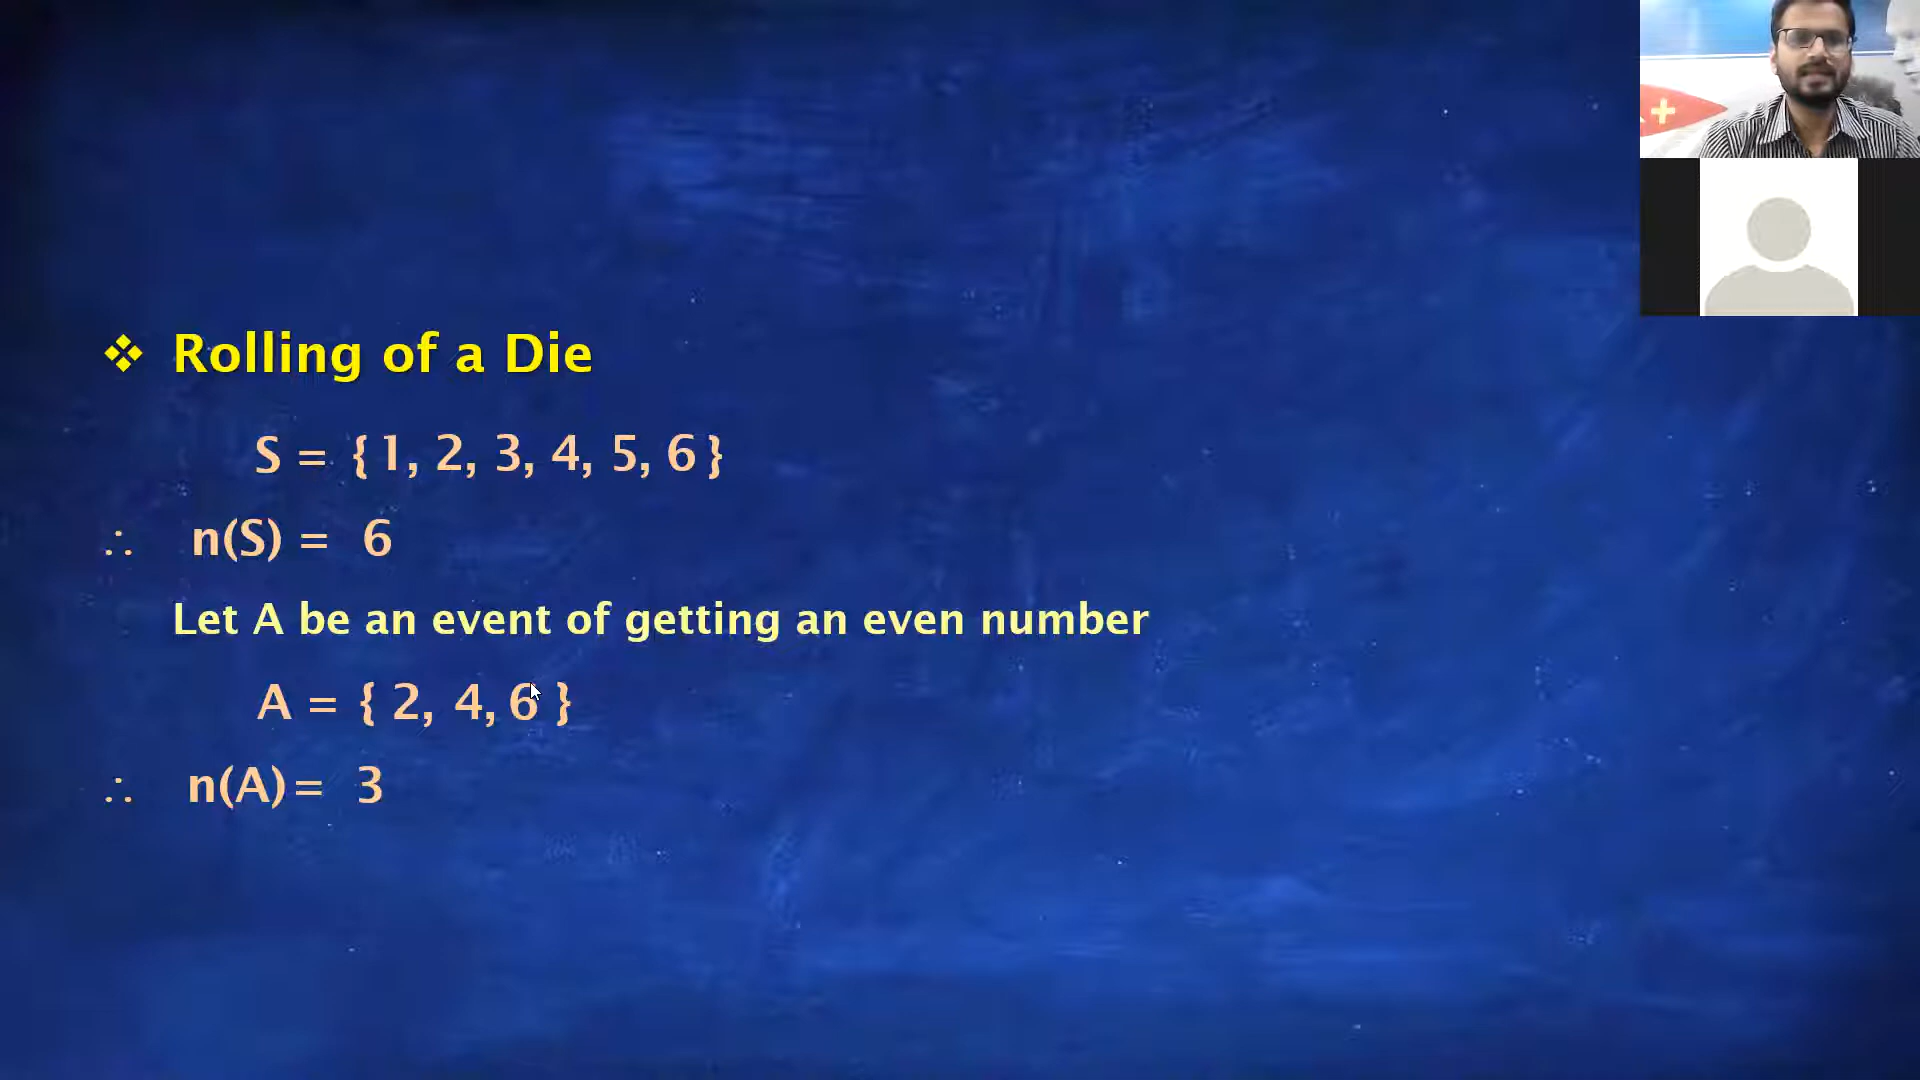 ❖ Rolling of a Die
S = { 1, 2, 3, 4, 5, 6 }
∴ n(S) = 6
Let A be an event of getting an even number
A = { 2, 4, 6 }
∴ n(A) = 3